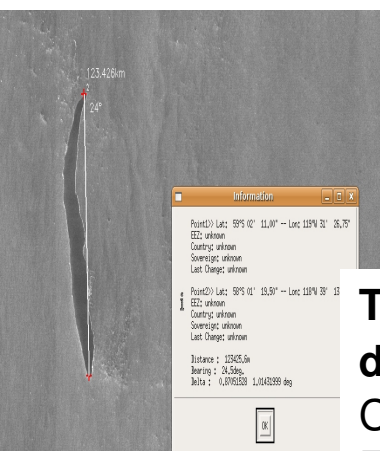 123,426km
2
24°
Information
Point1>> Lat: 59°S 02' 11,00" -- Lon: 119°W 31' 26,75"
EEZ: unknown
Country: unknown
Sovereign: unknown
Last Change: unknown
Point2>> Lat: 58°S 01' 19,50" -- Lon: 118°W 39' 13
EEZ: unknown
Country: unknown
Sovereign: unknown
Last Change: unknown
Distance : 123425,6m
Bearing : 24,5deg.
Delta : 0,87051528 1,01431999 deg
OK
T
d